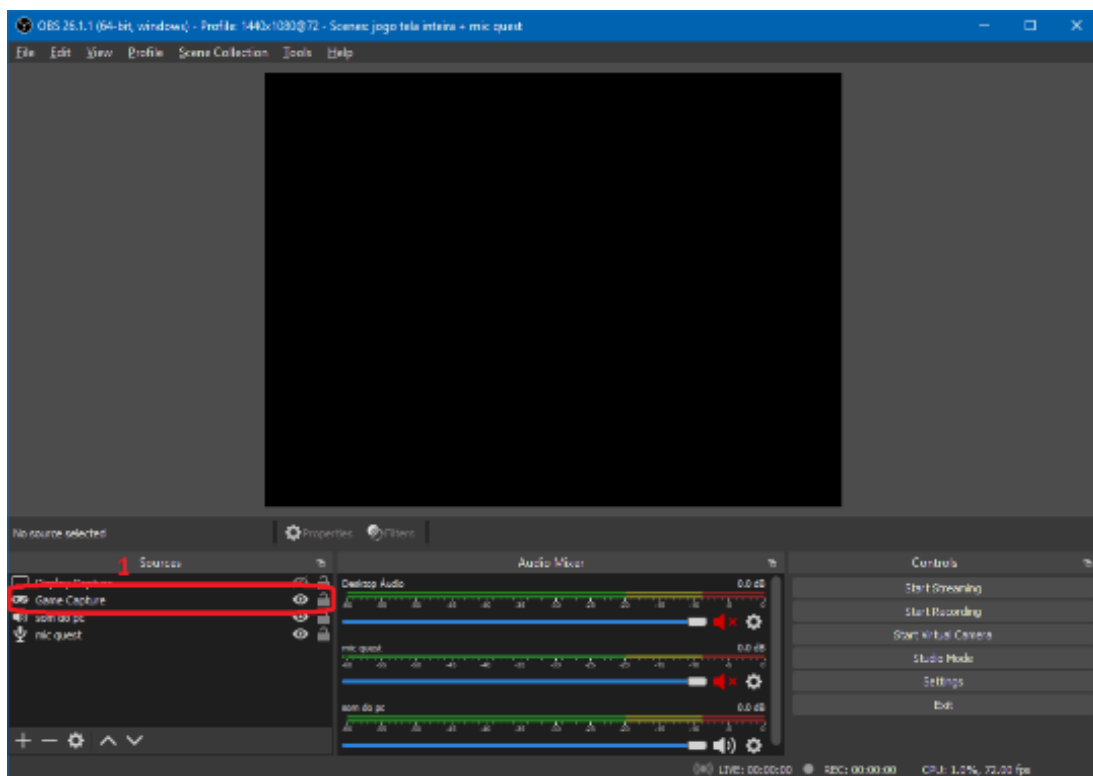 OBS 26.1.1 (64-bit, windows) - Profile: 1440x1080@72 - Scenes: jogo tela inteira + mic quest
File Edit View Profile Scene Collection Tools Help
No source selected
Properties Filters
1
Sources
Display Capture
Game Capture
som do pc
mic quest
Audio Mixer
Desktop Audio 0.0 dB
mic quest 0.0 dB
som do pc 0.0 dB
Controls
Start Streaming
Start Recording
Start Virtual Camera
Studio Mode
Settings
Exit
LIVE: 00:00:00 REC: 00:00:00 CPU: 1.0%, 72.00 fps